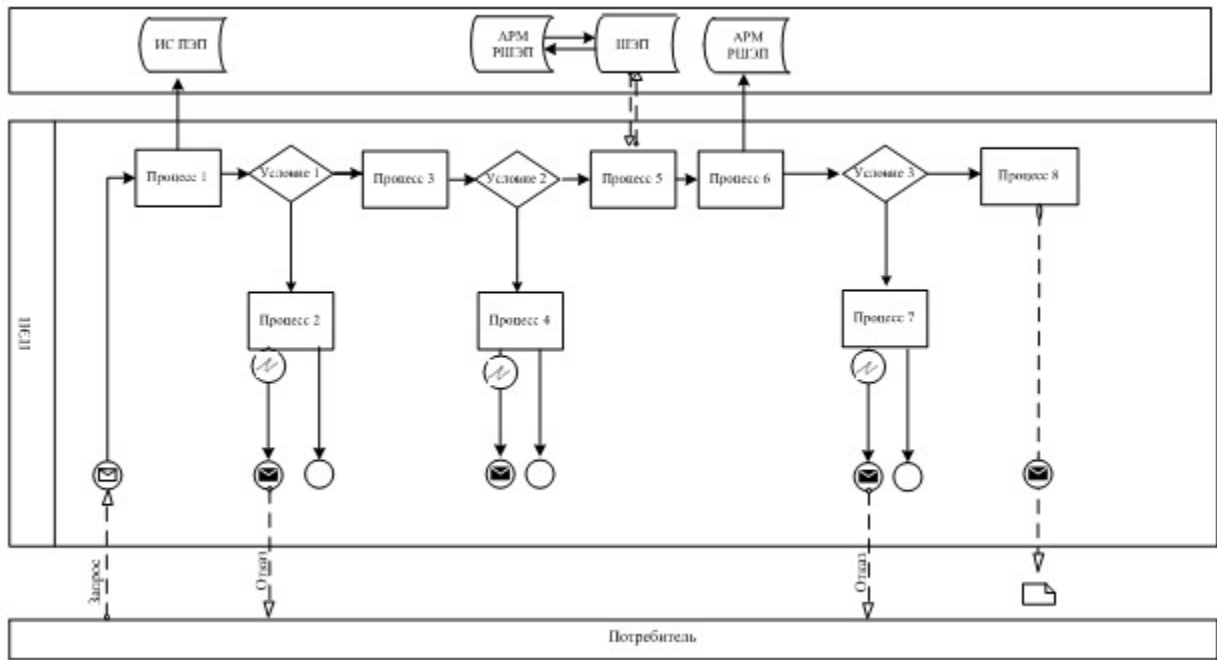 ИС ПЭП
АРМ
РШЭП
ШЭП
АРМ
РШЭП
Процесс 1
Условие 1
Процесс 3
Условие 2
Процесс 5
Процесс 6
Условие 3
Процесс 8
Процесс 2
Процесс 4
Процесс 7
Запрос
Отказ
Отказ
Потребитель